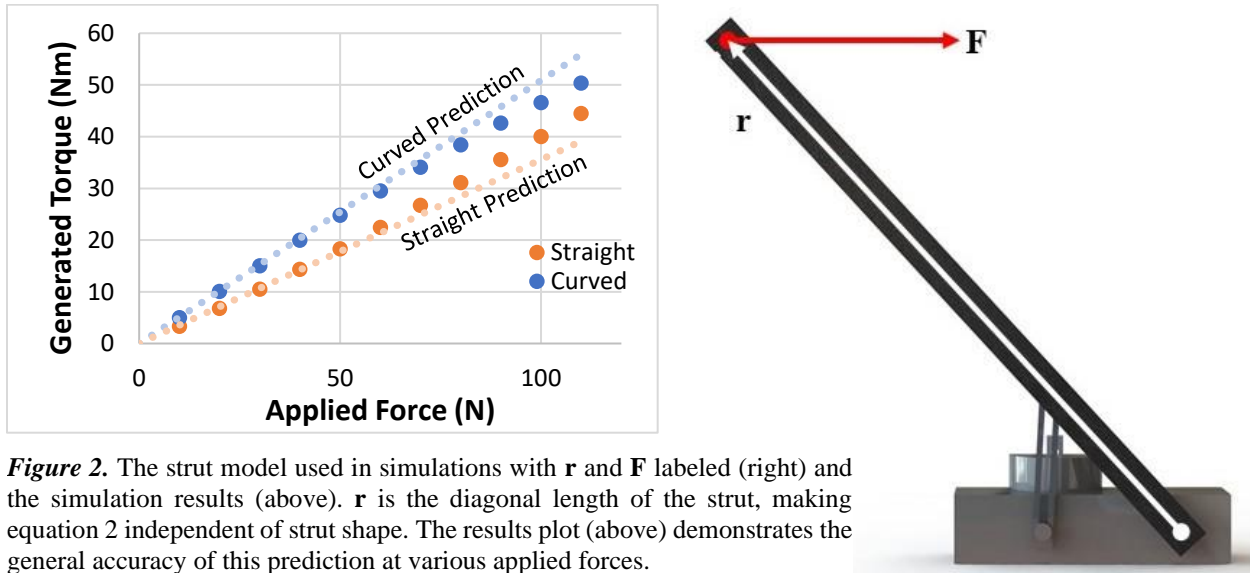 60
50
40
30
20
10
0
0
50
100
Generated Torque (Nm)
Applied Force (N)
Curved Prediction
Straight Prediction
Straight
Curved
F
r
Figure 2. The strut model used in simulations with r and F labeled (right) and
the simulation results (above). r is the diagonal length of the strut, making
equation 2 independent of strut shape. The results plot (above) demonstrates the
general accuracy of this prediction at various applied forces.